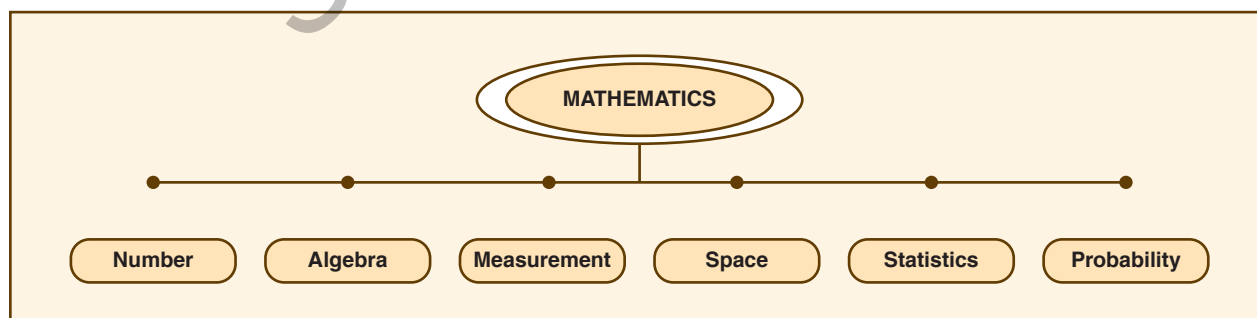 MATHEMATICS
Number
Algebra
Measurement
Space
Statistics
Probability